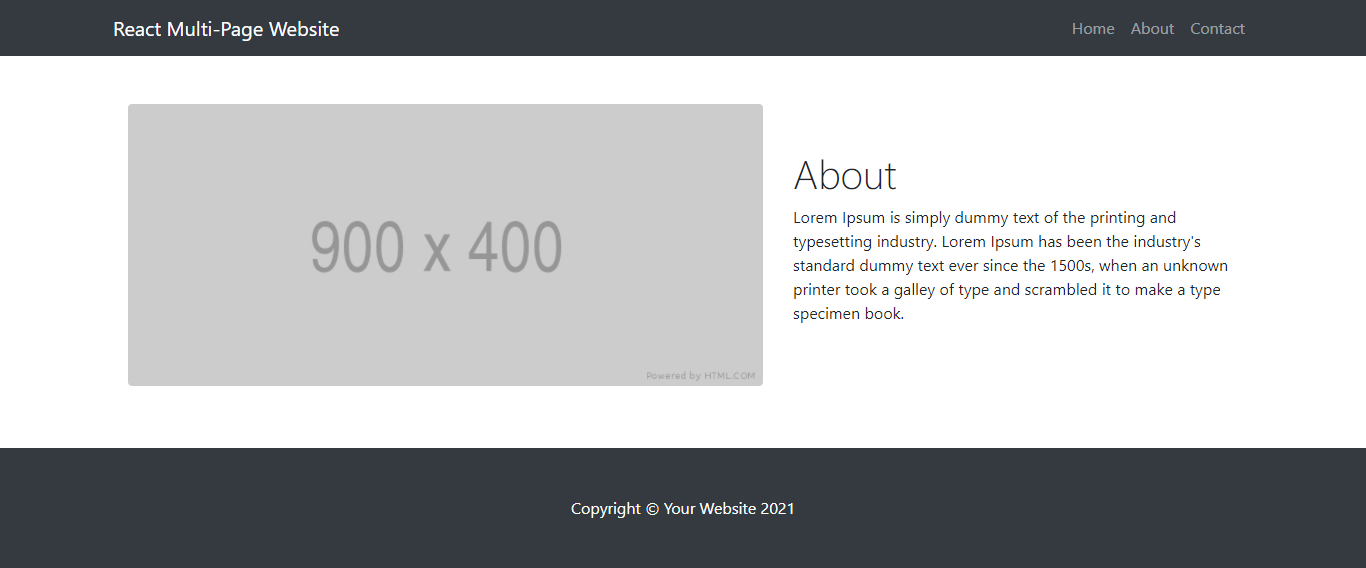 React Multi-Page Website
Home About Contact
900 x 400
Powered by HTML.COM
About
Lorem Ipsum is simply dummy text of the printing and
typesetting industry. Lorem Ipsum has been the industry's
standard dummy text ever since the 1500s, when an unknown
printer took a galley of type and scrambled it to make a type
specimen book.
Copyright © Your Website 2021